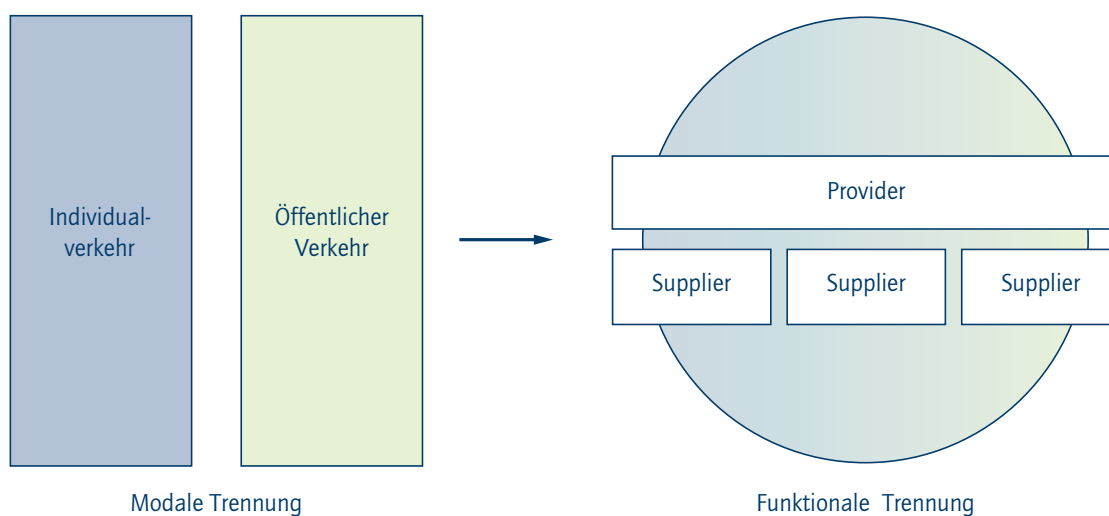 Individual-
verkehr
Öffentlicher
Verkehr
Provider
Supplier
Supplier
Supplier
Modale Trennung
Funktionale Trennung